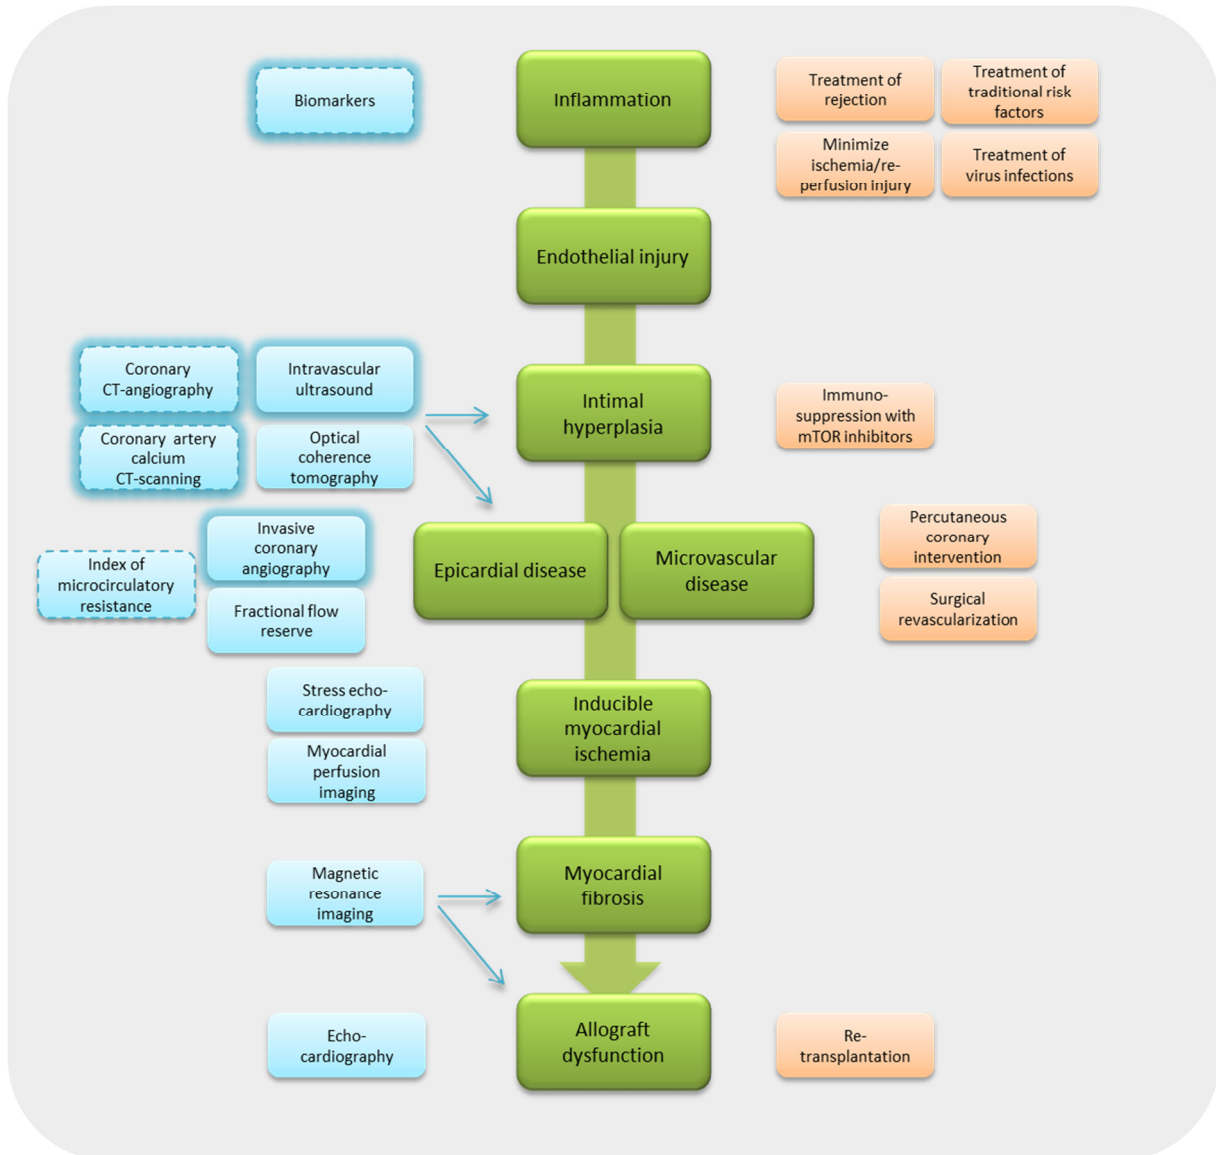 Biomarkers
Inflammation
Treatment of
rejection
Treatment of
traditional risk
factors
Minimize
ischemia/re-
perfusion injury
Treatment of
virus infections
Endothelial injury
Coronary
CT-angiography
Intravascular
ultrasound
Coronary artery
calcium
CT-scanning
Optical
coherence
tomography
Intimal
hyperplasia
Immuno-
suppression with
mTOR inhibitors
Index of
microcirculatory
resistance
Invasive
coronary
angiography
Fractional flow
reserve
Epicardial disease
Microvascular
disease
Percutaneous
coronary
intervention
Surgical
revascularization
Stress echo-
cardiography
Myocardial
perfusion
imaging
Inducible
myocardial
ischemia
Magnetic
resonance
imaging
Myocardial
fibrosis
Echo-
cardiography
Allograft
dysfunction
Re-
transplantation